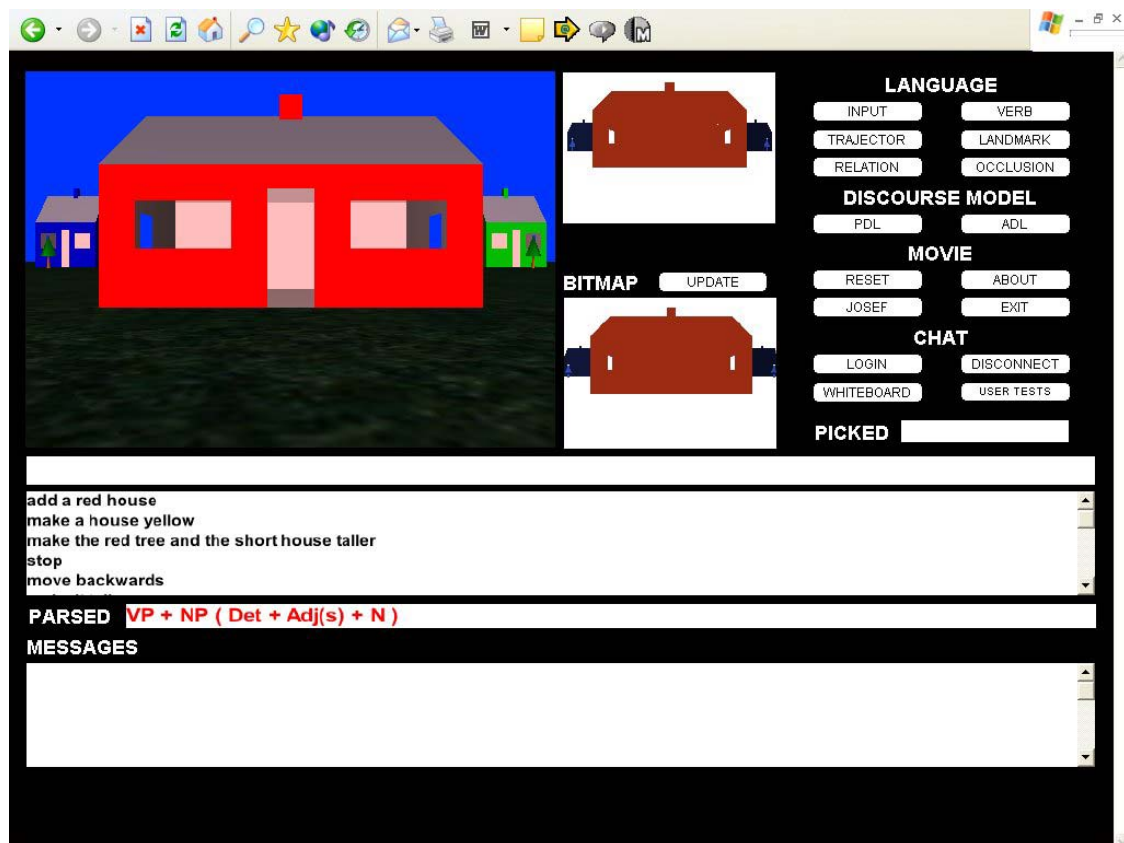 LANGUAGE
INPUT VERB
TRAJECTOR LANDMARK
RELATION OCCLUSION
DISCOURSE MODEL
PDL ADL
MOVIE
BITMAP UPDATE
RESET ABOUT
JOSEF EXIT
CHAT
LOGIN DISCONNECT
WHITEBOARD USER TESTS
PICKED
add a red house
make a house yellow
make the red tree and the short house taller
stop
move backwards
PARSED VP + NP ( Det + Adj(s) + N )
MESSAGES